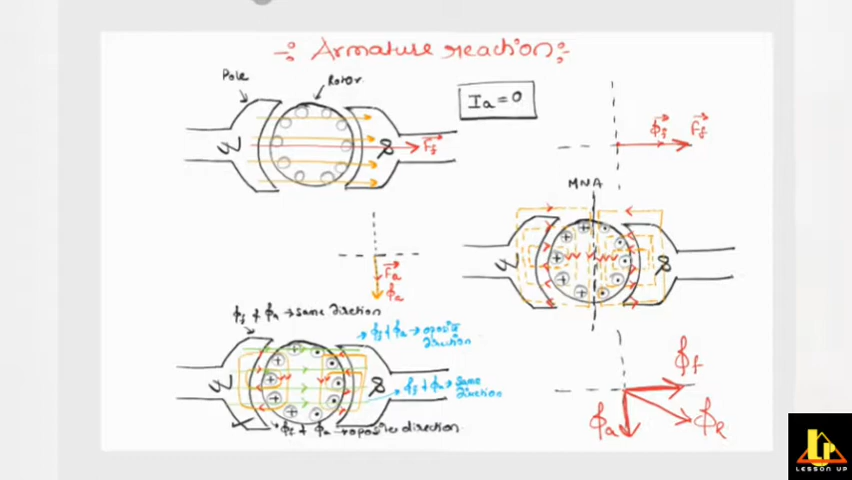 Armature reaction
Pole
Rotor
Ia = 0
N
S
Ff
ϕf Ff
MNA
N
S
Fa
ϕa
ϕf & ϕa → same direction
ϕf & ϕa → opposite
direction
N
S
ϕf & ϕa → same
direction
ϕf & ϕa → opposite direction
ϕf
ϕa
ϕR
LESSON UP